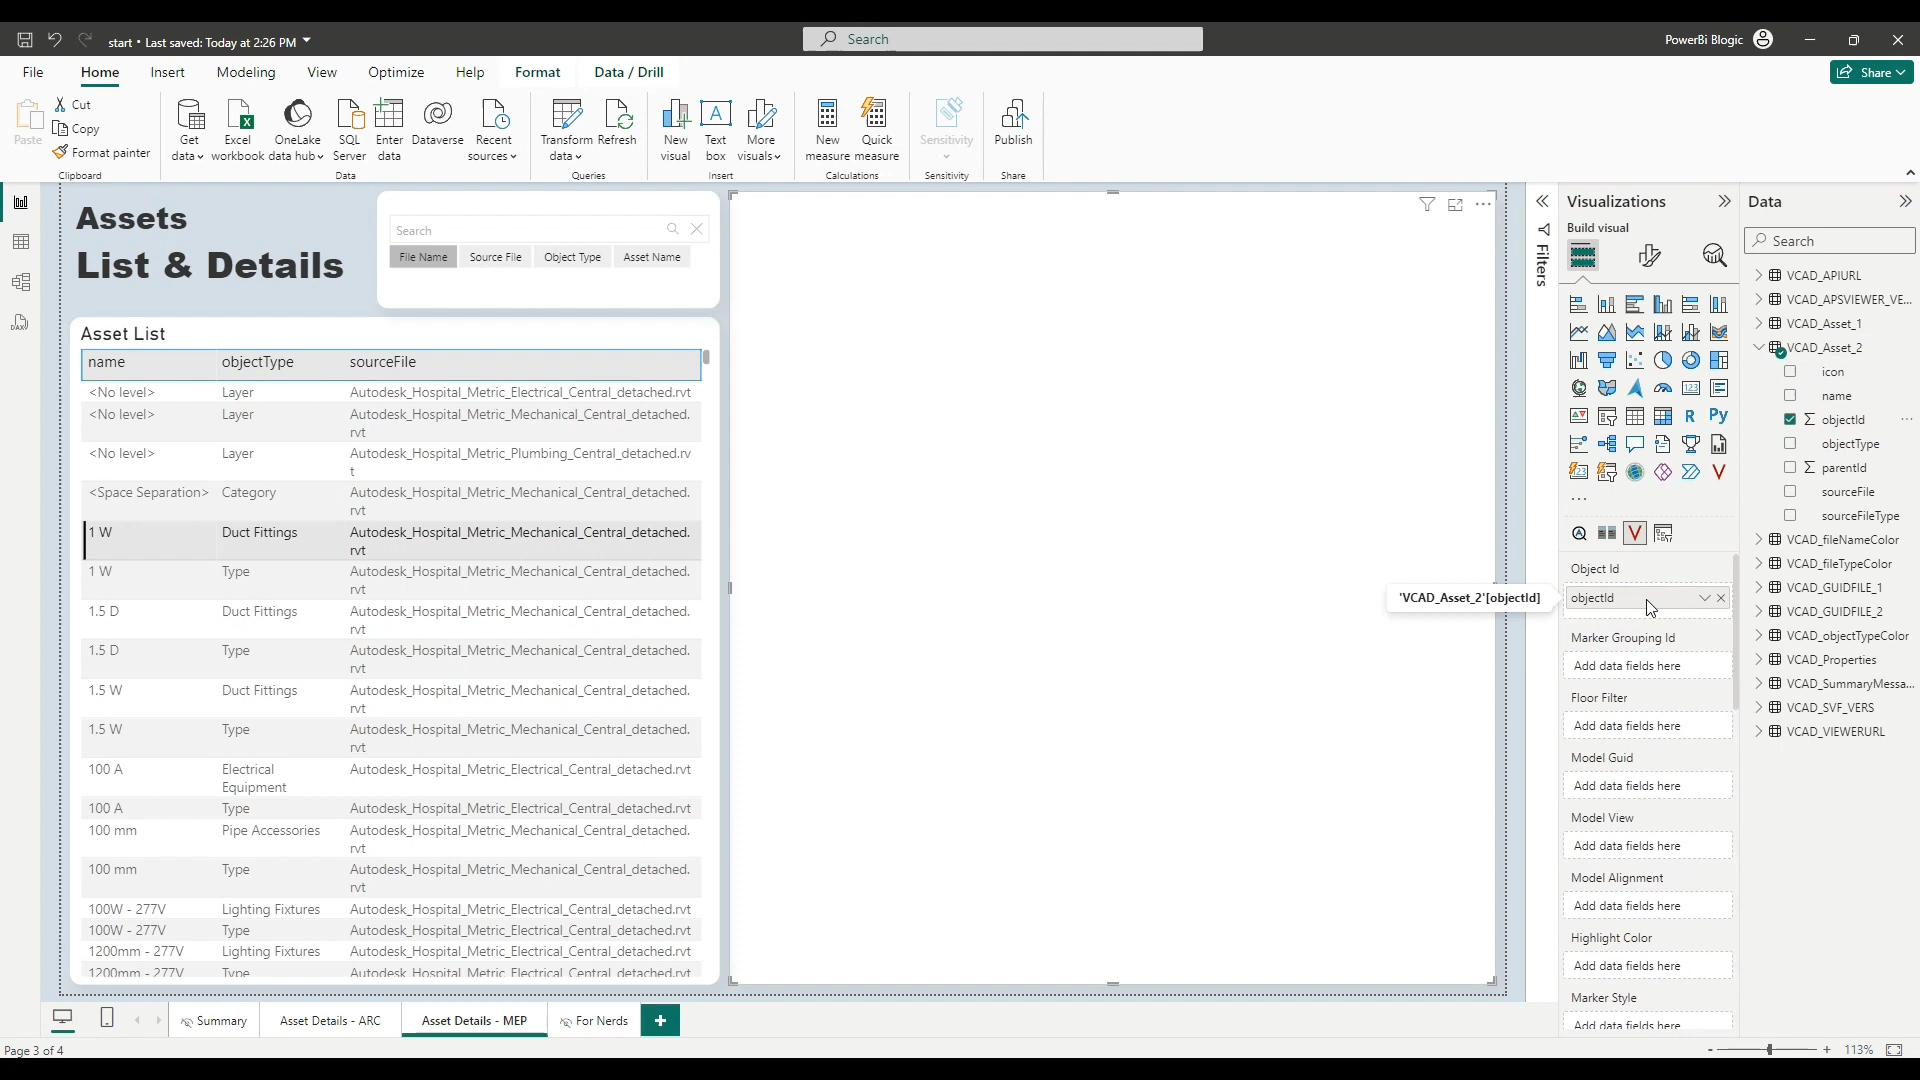 start • Last saved: Today at 2:26 PM
Search
PowerBi Blogic
File
Home
Insert
Modeling
View
Optimize
Help
Format
Data / Drill
Share
Paste
Cut
Copy
Format painter
Clipboard
Get
data
Excel
workbook
OneLake
data hub
SQL
Server
Enter
data
Dataverse
Recent
sources
Data
Transform
data
Refresh
Queries
New
visual
A
Text
box
More
visuals
Insert
New
measure
Quick
measure
Calculations
Sensitivity
Sensitivity
Publish
Share
Assets
List & Details
Search
File Name
Source File
Object Type
Asset Name
Asset List
name objectType sourceFile
<No level> Layer Autodesk_Hospital_Metric_Electrical_Central_detached.rvt
<No level> Layer Autodesk_Hospital_Metric_Mechanical_Central_detached.
rvt
<No level> Layer Autodesk_Hospital_Metric_Plumbing_Central_detached.rv
t
<Space Separation> Category Autodesk_Hospital_Metric_Mechanical_Central_detached.
rvt
1 W Duct Fittings Autodesk_Hospital_Metric_Mechanical_Central_detached.
rvt
1 W Type Autodesk_Hospital_Metric_Mechanical_Central_detached.
rvt
1.5 D Duct Fittings Autodesk_Hospital_Metric_Mechanical_Central_detached.
rvt
1.5 D Type Autodesk_Hospital_Metric_Mechanical_Central_detached.
rvt
1.5 W Duct Fittings Autodesk_Hospital_Metric_Mechanical_Central_detached.
rvt
1.5 W Type Autodesk_Hospital_Metric_Mechanical_Central_detached.
rvt
100 A Electrical Autodesk_Hospital_Metric_Electrical_Central_detached.rvt
Equipment
100 A Type Autodesk_Hospital_Metric_Electrical_Central_detached.rvt
100 mm Pipe Accessories Autodesk_Hospital_Metric_Mechanical_Central_detached.
rvt
100 mm Type Autodesk_Hospital_Metric_Mechanical_Central_detached.
rvt
100W - 277V Lighting Fixtures Autodesk_Hospital_Metric_Electrical_Central_detached.rvt
100W - 277V Type Autodesk_Hospital_Metric_Electrical_Central_detached.rvt
1200mm - 277V Lighting Fixtures Autodesk_Hospital_Metric_Electrical_Central_detached.rvt
1200mm - 277V Type Autodesk_Hospital_Metric_Electrical_Central_detached.rvt
Filters
Visualizations
Build visual
123
R
Py
123
V
V
'VCAD_Asset_2'[objectId]
Object Id
objectId
Marker Grouping Id
Add data fields here
Floor Filter
Add data fields here
Model Guid
Add data fields here
Model View
Add data fields here
Model Alignment
Add data fields here
Highlight Color
Add data fields here
Marker Style
Add data fields here
Data
Search
VCAD_APIURL
VCAD_APSVIEWER_VE...
VCAD_Asset_1
VCAD_Asset_2
icon
name
Σ objectId
objectType
Σ parentId
sourceFile
sourceFileType
VCAD_fileNameColor
VCAD_fileTypeColor
VCAD_GUIDFILE_1
VCAD_GUIDFILE_2
VCAD_objectTypeColor
VCAD_Properties
VCAD_SummaryMessa...
VCAD_SVF_VERS
VCAD_VIEWERURL
Summary
Asset Details - ARC
Asset Details - MEP
For Nerds
+
Page 3 of 4
- + 113%